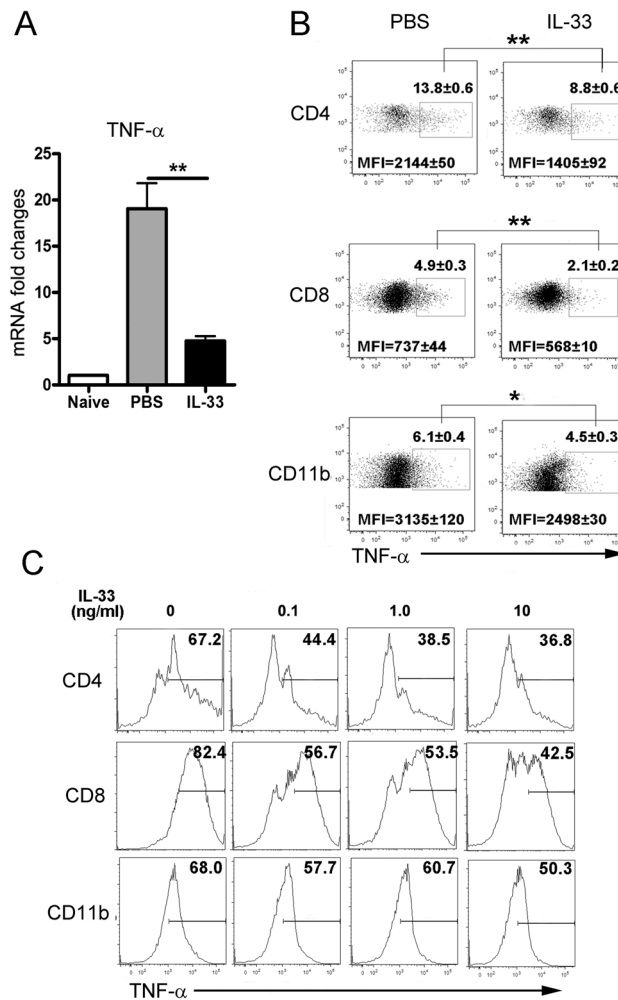 A
TNF-α
mRNA fold changes
25
20
15
10
5
0
**
Naive PBS IL-33
B
PBS IL-33
**
CD4
13.8±0.6 8.8±0.6
MFI=2144±50 MFI=1405±92
**
CD8
4.9±0.3 2.1±0.2
MFI=737±44 MFI=568±10
*
CD11b
6.1±0.4 4.5±0.3
MFI=3135±120 MFI=2498±30
TNF-α
C
IL-33
(ng/ml) 0 0.1 1.0 10
CD4 67.2 44.4 38.5 36.8
CD8 82.4 56.7 53.5 42.5
CD11b 68.0 57.7 60.7 50.3
TNF-α